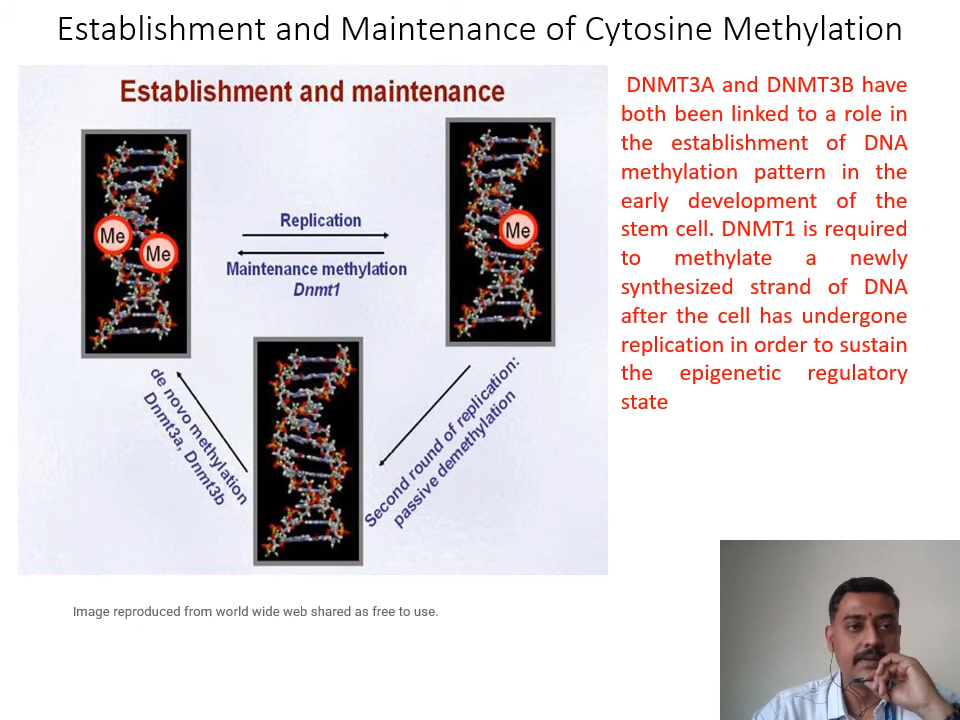 Establishment and Maintenance of Cytosine Methylation
Establishment and maintenance
Me
Me
Replication
Maintenance methylation
Dnmt1
Me
de novo methylation
Dnmt3a, Dnmt3b
Second round of replication:
passive demethylation
DNMT3A and DNMT3B have
both been linked to a role in
the establishment of DNA
methylation pattern in the
early development of the
stem cell. DNMT1 is required
to methylate a newly
synthesized strand of DNA
after the cell has undergone
replication in order to sustain
the epigenetic regulatory
state
Image reproduced from world wide web shared as free to use.